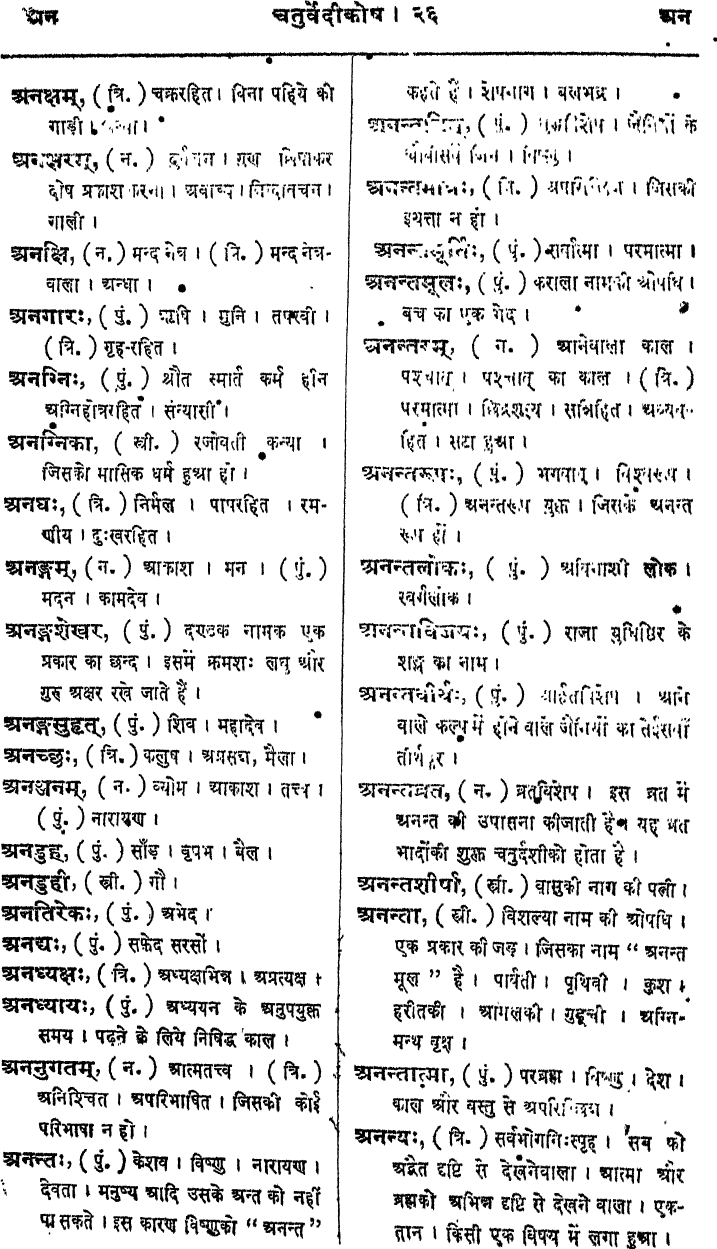 अन
चतुर्वेदीकोष। २६
अन
अनक्षम्, (त्रि.) चक्ररहित। विना पहिये की
गाड़ी।
अनक्षरम्, (न.) गुण छिपाकर
दोष प्रकाश करना। अवाच्य। निन्दावचन।
गाली।
अनक्षि, (न.) मन्द नेत्र। (त्रि.) मन्द नेत्र-
वाला। अन्धा।
अनगारः, (पुं.) ऋषि। मुनि। तपस्वी।
(त्रि.) गृह-रहित।
अनग्निः, (पुं.) श्रौत स्मार्त कर्म हीन
अग्निहोत्ररहित। संन्यासी।
अनग्निका, (स्त्री.) रजोवती कन्या।
जिसको मासिक धर्म हुआ हो।
अनघः, (त्रि.) निर्मल। पापरहित। रम-
णीय। दुःखरहित।
अनङ्गम्, (न.) आकाश। मन। (पुं.)
मदन। कामदेव।
अनङ्गशेखर, (पुं.) दण्डक नामक एक
प्रकार का छन्द। इसमें क्रमशः लघु और
गुरु अक्षर रखे जाते हैं।
अनङ्गसुहृत्, (पुं.) शिव। महादेव।
अनच्छः, (त्रि.) कलुष। अप्रसन्न, मैला।
अनञ्जनम्, (न.) व्योम। आकाश। तत्त्व।
(पुं.) नारायण।
अनडुह्, (पुं.) साँड़। वृषभ। बैल।
अनडुही, (स्त्री.) गौ।
अनतिरेकः, (पुं.) अभेद।
अनद्यः, (पुं.) सफेद सरसों।
अनध्यक्षः, (त्रि.) अध्यक्षभिन्न। अप्रत्यक्ष।
अनध्यायः, (पुं.) अध्ययन के अनुपयुक्त
समय। पढ़ने के लिये निषिद्ध काल।
अननुगतम्, (न.) आत्मतत्त्व। (त्रि.)
अनिश्चित। अपरिभाषित। जिसकी कोई
परिभाषा न हो।
अनन्तः, (पुं.) केशव। विष्णु। नारायण।
देवता। मनुष्य आदि उसके अन्त को नहीं
पा सकते। इस कारण विष्णुको “अनन्त”
कहते हैं। शेषनाग। बलभद्र।
अनन्तजित्, (पुं.) जैनियों के
चौवीसवें जिन। विष्णु।
अनन्तमात्रः, (त्रि.) अपरिच्छिन्न। जिसकी
इयत्ता न हो।
अनन्तमूर्तिः, (पुं.) सर्वात्मा। परमात्मा।
अनन्तमूलः, (पुं.) कराला नामकी ओषधि।
बच का एक भेद।
अनन्तरम्, (न.) आनेवाला काल।
पश्चात्। पश्चात् का काल। (त्रि.)
परमात्मा। छिद्रशून्य। सन्निहित। अव्यव-
हित। सटा हुआ।
अनन्तरूपः, (पुं.) भगवान्। विश्वरूप।
(त्रि.) अनन्तरूप युक्त। जिसके अनन्त
रूप हों।
अनन्तलोकः, (पुं.) अविनाशी लोक।
स्वर्गलोक।
अनन्तविजयः, (पुं.) राजा युधिष्ठिर के
शङ्ख का नाम।
अनन्तवीर्यः, (पुं.) आर्हतविशेष। आने
वाले कल्प में होने वाले जैनियों का तेईसवाँ
तीर्थङ्कर।
अनन्तव्रत, (न.) व्रतविशेष। इस व्रत में
अनन्त की उपासना कीजाती है। यह व्रत
भादोंकी शुक्ल चतुर्दशीको होता है।
अनन्तशीर्षा, (स्त्री.) वासुकी नाग की पत्नी।
अनन्ता, (स्त्री.) विशल्या नाम की ओषधि।
एक प्रकार की जड़। जिसका नाम “अनन्त
मूल” है। पार्वती। पृथिवी। कुश।
हरीतकी। आमलकी। गुडूची। अग्नि-
मन्थ वृक्ष।
अनन्तात्मा, (पुं.) परब्रह्म। विष्णु। देश।
काल और वस्तु से अपरिच्छिन्न।
अनन्यः, (त्रि.) सर्वभोगनिःस्पृह। सब को
अद्वैत दृष्टि से देखनेवाला। आत्मा और
ब्रह्मको अभिन्न दृष्टि से देखने वाला। एक-
तान। किसी एक विषय में लगा हुआ।